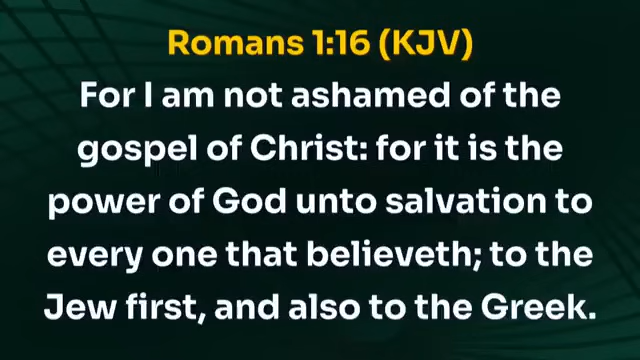 Romans 1:16 (KJV)
For I am not ashamed of the
gospel of Christ: for it is the
power of God unto salvation to
every one that believeth; to the
Jew first, and also to the Greek.